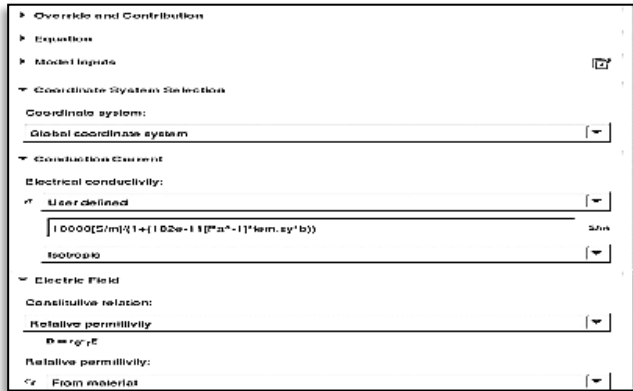 Override and Contribution
Equation
Model Inputs
Coordinate System Selection
Coordinate system:
Global coordinate system
Conduction Current
Electrical conductivity:
σ User defined
10000[S/m]/(1+(102e-11[Pa^-1]*tem.sy*b)) S/m
Isotropic
Electric Field
Constitutive relation:
Relative permittivity
D = ε₀εᵣE
Relative permittivity:
εᵣ From material